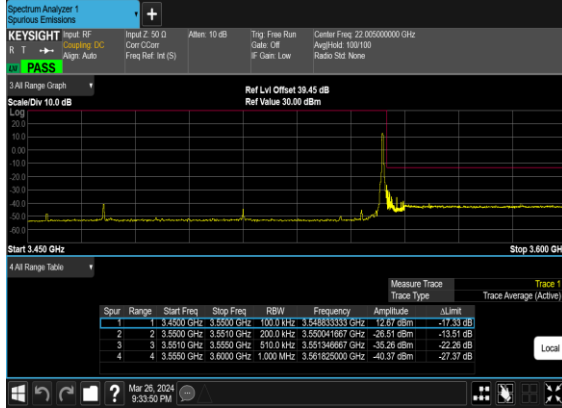 Spectrum Analyzer 1
Spurious Emissions
+
KEYSIGHT Input: RF Input Z: 50 Ω Atten: 10 dB Trig: Free Run Center Freq: 22.005000000 GHz
R T Coupling: DC Corr CCorr Gate: Off Avg|Hold: 100/100
Align: Auto Freq Ref: Int (S) IF Gain: Low Radio Std: None
PASS
3 All Range Graph Ref Lvl Offset 39.45 dB
Scale/Div 10.0 dB Ref Value 30.00 dBm
Log
20.0
10.0
0.00
-10.0
-20.0
-30.0
-40.0
-50.0
-60.0
Start 3.450 GHz Stop 3.600 GH
4 All Range Table
Measure Trace Trace 1
Trace Type Trace Average (Active)
Spur Range Start Freq Stop Freq RBW Frequency Amplitude ΔLimit
1 1 3.4500 GHz 3.5500 GHz 100.0 kHz 3.548833333 GHz 12.67 dBm -17.33 dB
2 2 3.5500 GHz 3.5510 GHz 200.0 kHz 3.550041667 GHz -26.51 dBm -13.51 dB
3 3 3.5510 GHz 3.5550 GHz 510.0 kHz 3.551346667 GHz -35.26 dBm -22.26 dB
4 4 3.5550 GHz 3.6000 GHz 1.000 MHz 3.561825000 GHz -40.37 dBm -27.37 dB
Local
? Mar 26, 2024
9:33:50 PM